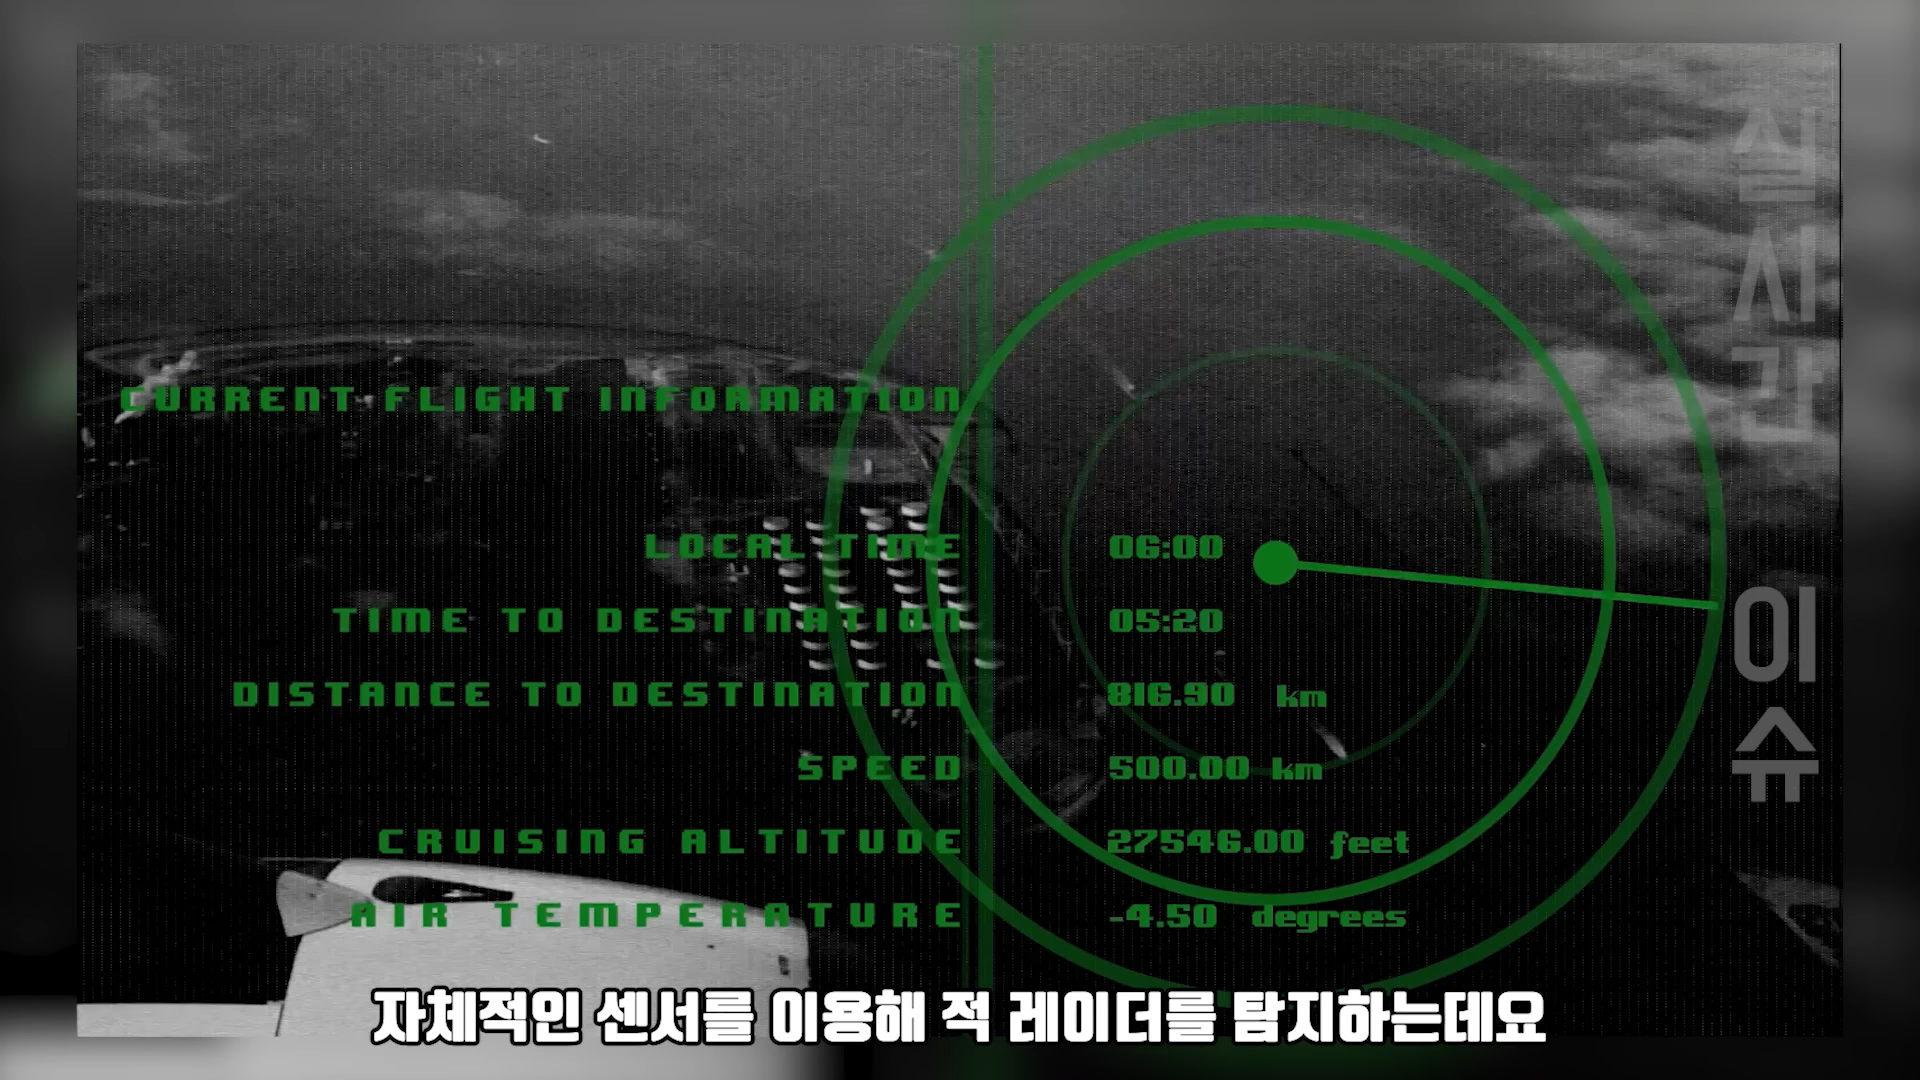 CURRENT FLIGHT INFORMATION
LOCAL TIME 06:00
TIME TO DESTINATION 05:20
DISTANCE TO DESTINATION 816.90 km
SPEED 500.00 km
CRUISING ALTITUDE 27546.00 feet
AIR TEMPERATURE -4.50 degrees
실시간 이슈
자체적인 센서를 이용해 적 레이더를 탐지하는데요